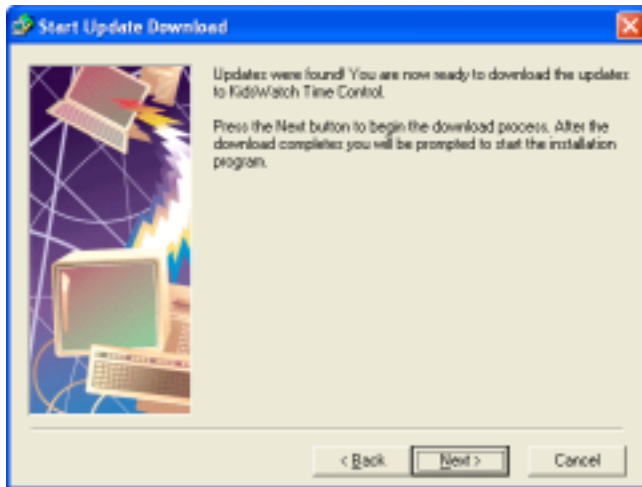 Start Update Download
Updates were found! You are now ready to download the updates
to KidsWatch Time Control.
Press the Next button to begin the download process. After the
download completes you will be prompted to start the installation
program.
< Back
Next >
Cancel